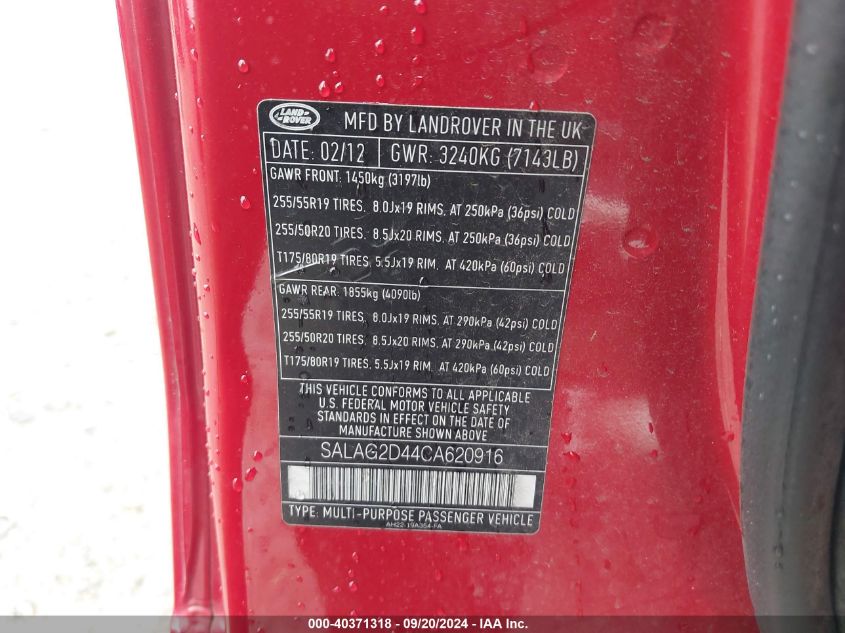 LAND ROVER
MFD BY LANDROVER IN THE UK
DATE: 02/12 GWR: 3240KG (7143LB)
GAWR FRONT: 1450kg (3197lb)
255/55R19 TIRES. 8.0Jx19 RIMS. AT 250kPa (36psi) COLD
255/50R20 TIRES. 8.5Jx20 RIMS. AT 250kPa (36psi) COLD
T175/80R19 TIRES. 5.5Jx19 RIM. AT 420kPa (60psi) COLD
GAWR REAR: 1855kg (4090lb)
255/55R19 TIRES. 8.0Jx19 RIMS. AT 290kPa (42psi) COLD
255/50R20 TIRES. 8.5Jx20 RIMS. AT 290kPa (42psi) COLD
T175/80R19 TIRES. 5.5Jx19 RIM. AT 420kPa (60psi) COLD
THIS VEHICLE CONFORMS TO ALL APPLICABLE
U.S. FEDERAL MOTOR VEHICLE SAFETY
STANDARDS IN EFFECT ON THE DATE OF
MANUFACTURE SHOWN ABOVE
SALAG2D44CA620916
TYPE: MULTI-PURPOSE PASSENGER VEHICLE
AH22-19A354-FA
000-40371318 - 09/20/2024 - IAA Inc.